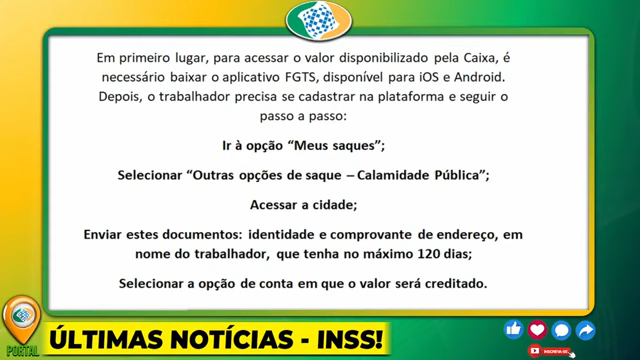 Em primeiro lugar, para acessar o valor disponibilizado pela Caixa, é
necessário baixar o aplicativo FGTS, disponível para iOS e Android.
Depois, o trabalhador precisa se cadastrar na plataforma e seguir o
passo a passo:
Ir à opção “Meus saques”;
Selecionar “Outras opções de saque – Calamidade Pública”;
Acessar a cidade;
Enviar estes documentos: identidade e comprovante de endereço, em
nome do trabalhador, que tenha no máximo 120 dias;
Selecionar a opção de conta em que o valor será creditado.
PORTAL
ÚLTIMAS NOTÍCIAS - INSS!
INSCREVA-SE